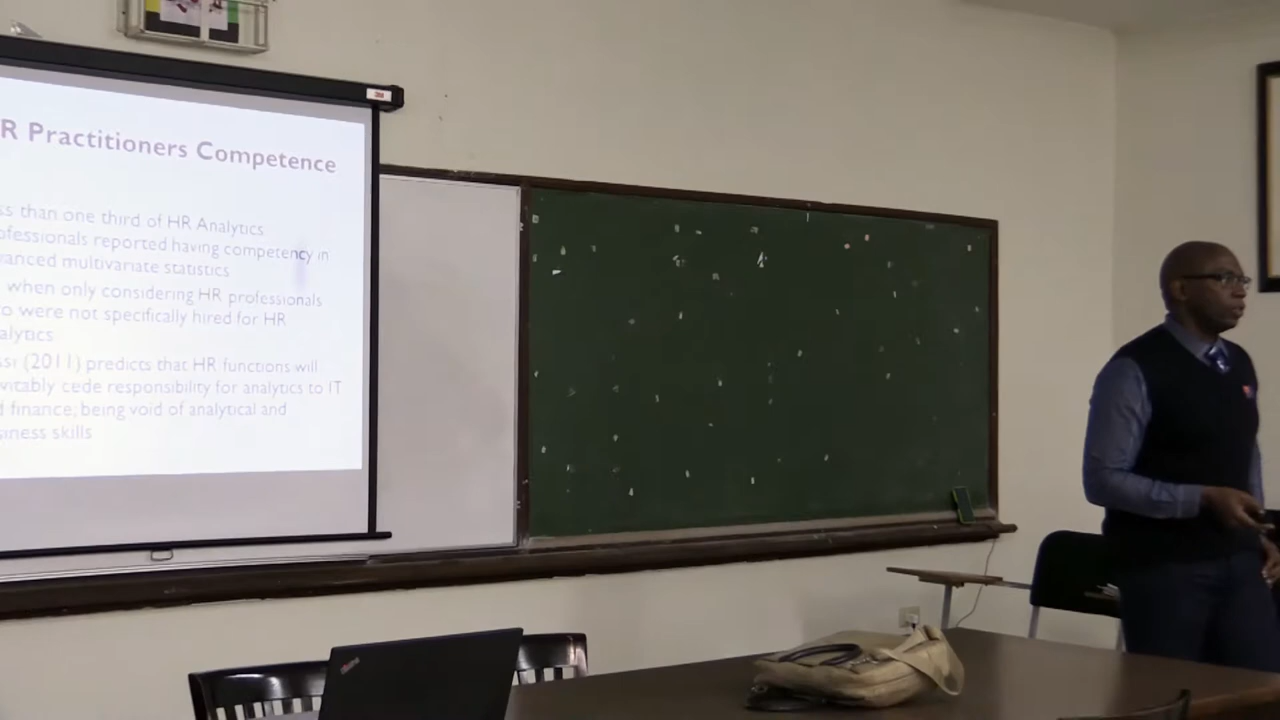 R Practitioners Competence
ss than one third of HR Analytics
ofessionals reported having competency in
vanced multivariate statistics
when only considering HR professionals
o were not specifically hired for HR
alytics
ssi (2011) predicts that HR functions will
vitably cede responsibility for analytics to IT
d finance, being void of analytical and
siness skills
3M
ThinkPad